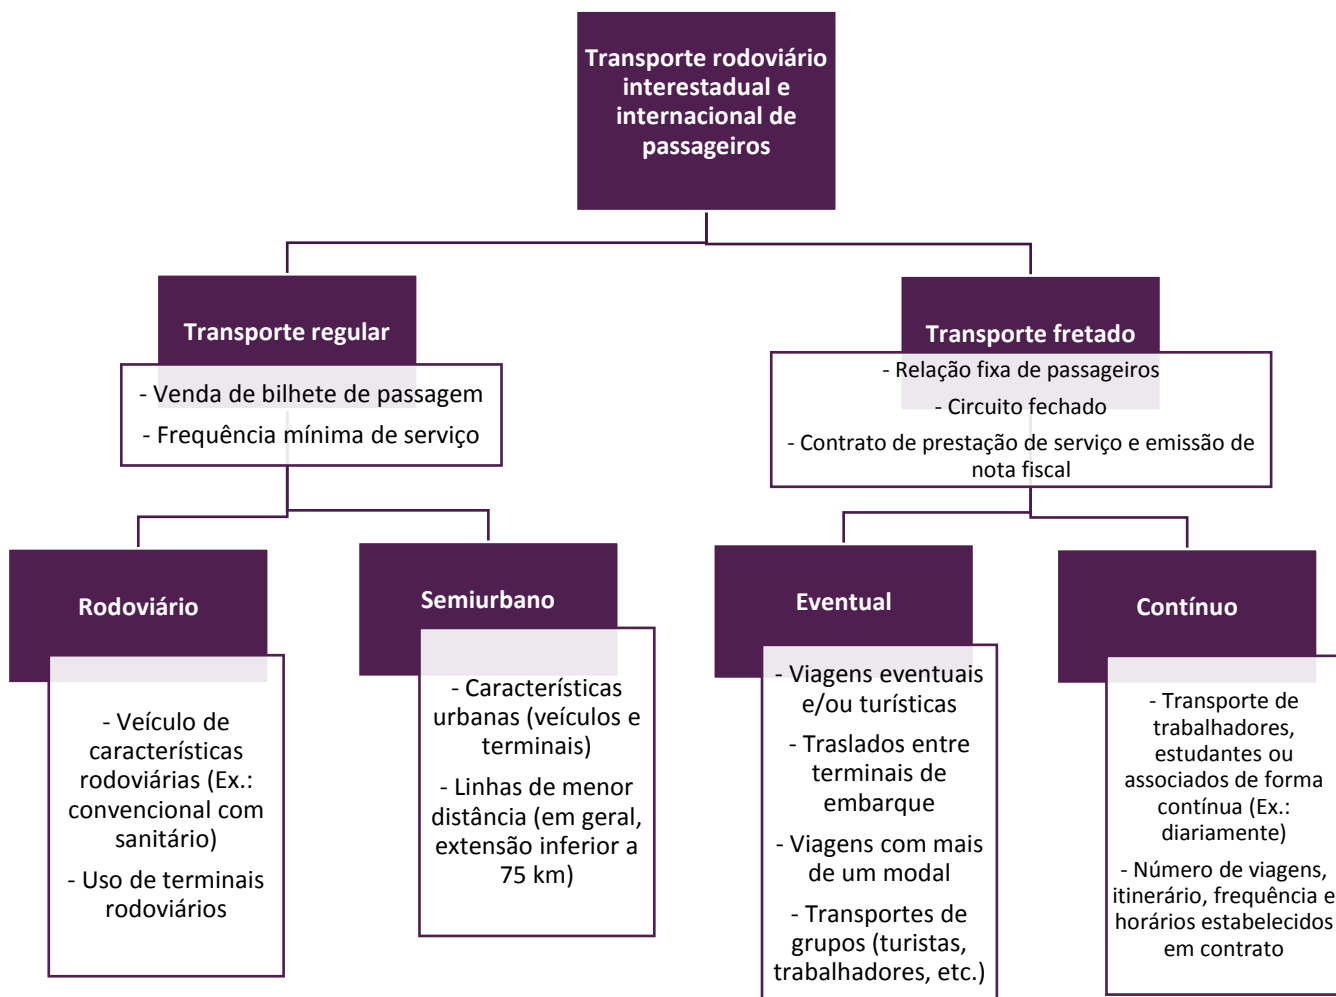 Transporte rodoviário
interestadual e
internacional de
passageiros
Transporte regular
- Venda de bilhete de passagem
- Frequência mínima de serviço
Transporte fretado
- Relação fixa de passageiros
- Circuito fechado
- Contrato de prestação de serviço e emissão de
nota fiscal
Rodoviário
- Veículo de
características
rodoviárias (Ex.:
convencional com
sanitário)
- Uso de terminais
rodoviários
Semiurbano
- Características
urbanas (veículos e
terminais)
- Linhas de menor
distância (em geral,
extensão inferior a
75 km)
Eventual
- Viagens eventuais
e/ou turísticas
- Traslados entre
terminais de
embarque
- Viagens com mais
de um modal
- Transportes de
grupos (turistas,
trabalhadores, etc.)
Contínuo
- Transporte de
trabalhadores,
estudantes ou
associados de forma
contínua (Ex.:
diariamente)
- Número de viagens,
itinerário, frequência e
horários estabelecidos
em contrato